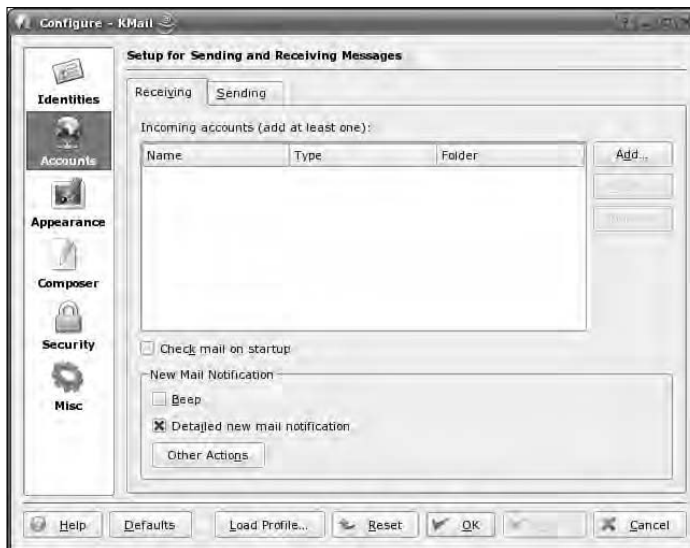 Configure – KMail
Setup for Sending and Receiving Messages
Identities
Accounts
Appearance
Composer
Security
Misc
Receiving
Sending
Incoming accounts (add at least one):
Name Type Folder
Add...
Check mail on startup
New Mail Notification
Beep
Detailed new mail notification
Other Actions
Help Defaults Load Profile... Reset OK Cancel